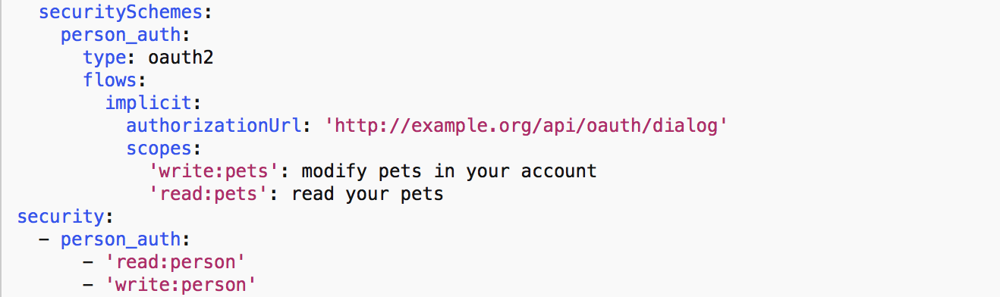 securitySchemes:
person_auth:
type: oauth2
flows:
implicit:
authorizationUrl: 'http://example.org/api/oauth/dialog'
scopes:
'write:pets': modify pets in your account
'read:pets': read your pets
security:
- person_auth:
- 'read:person'
- 'write:person'